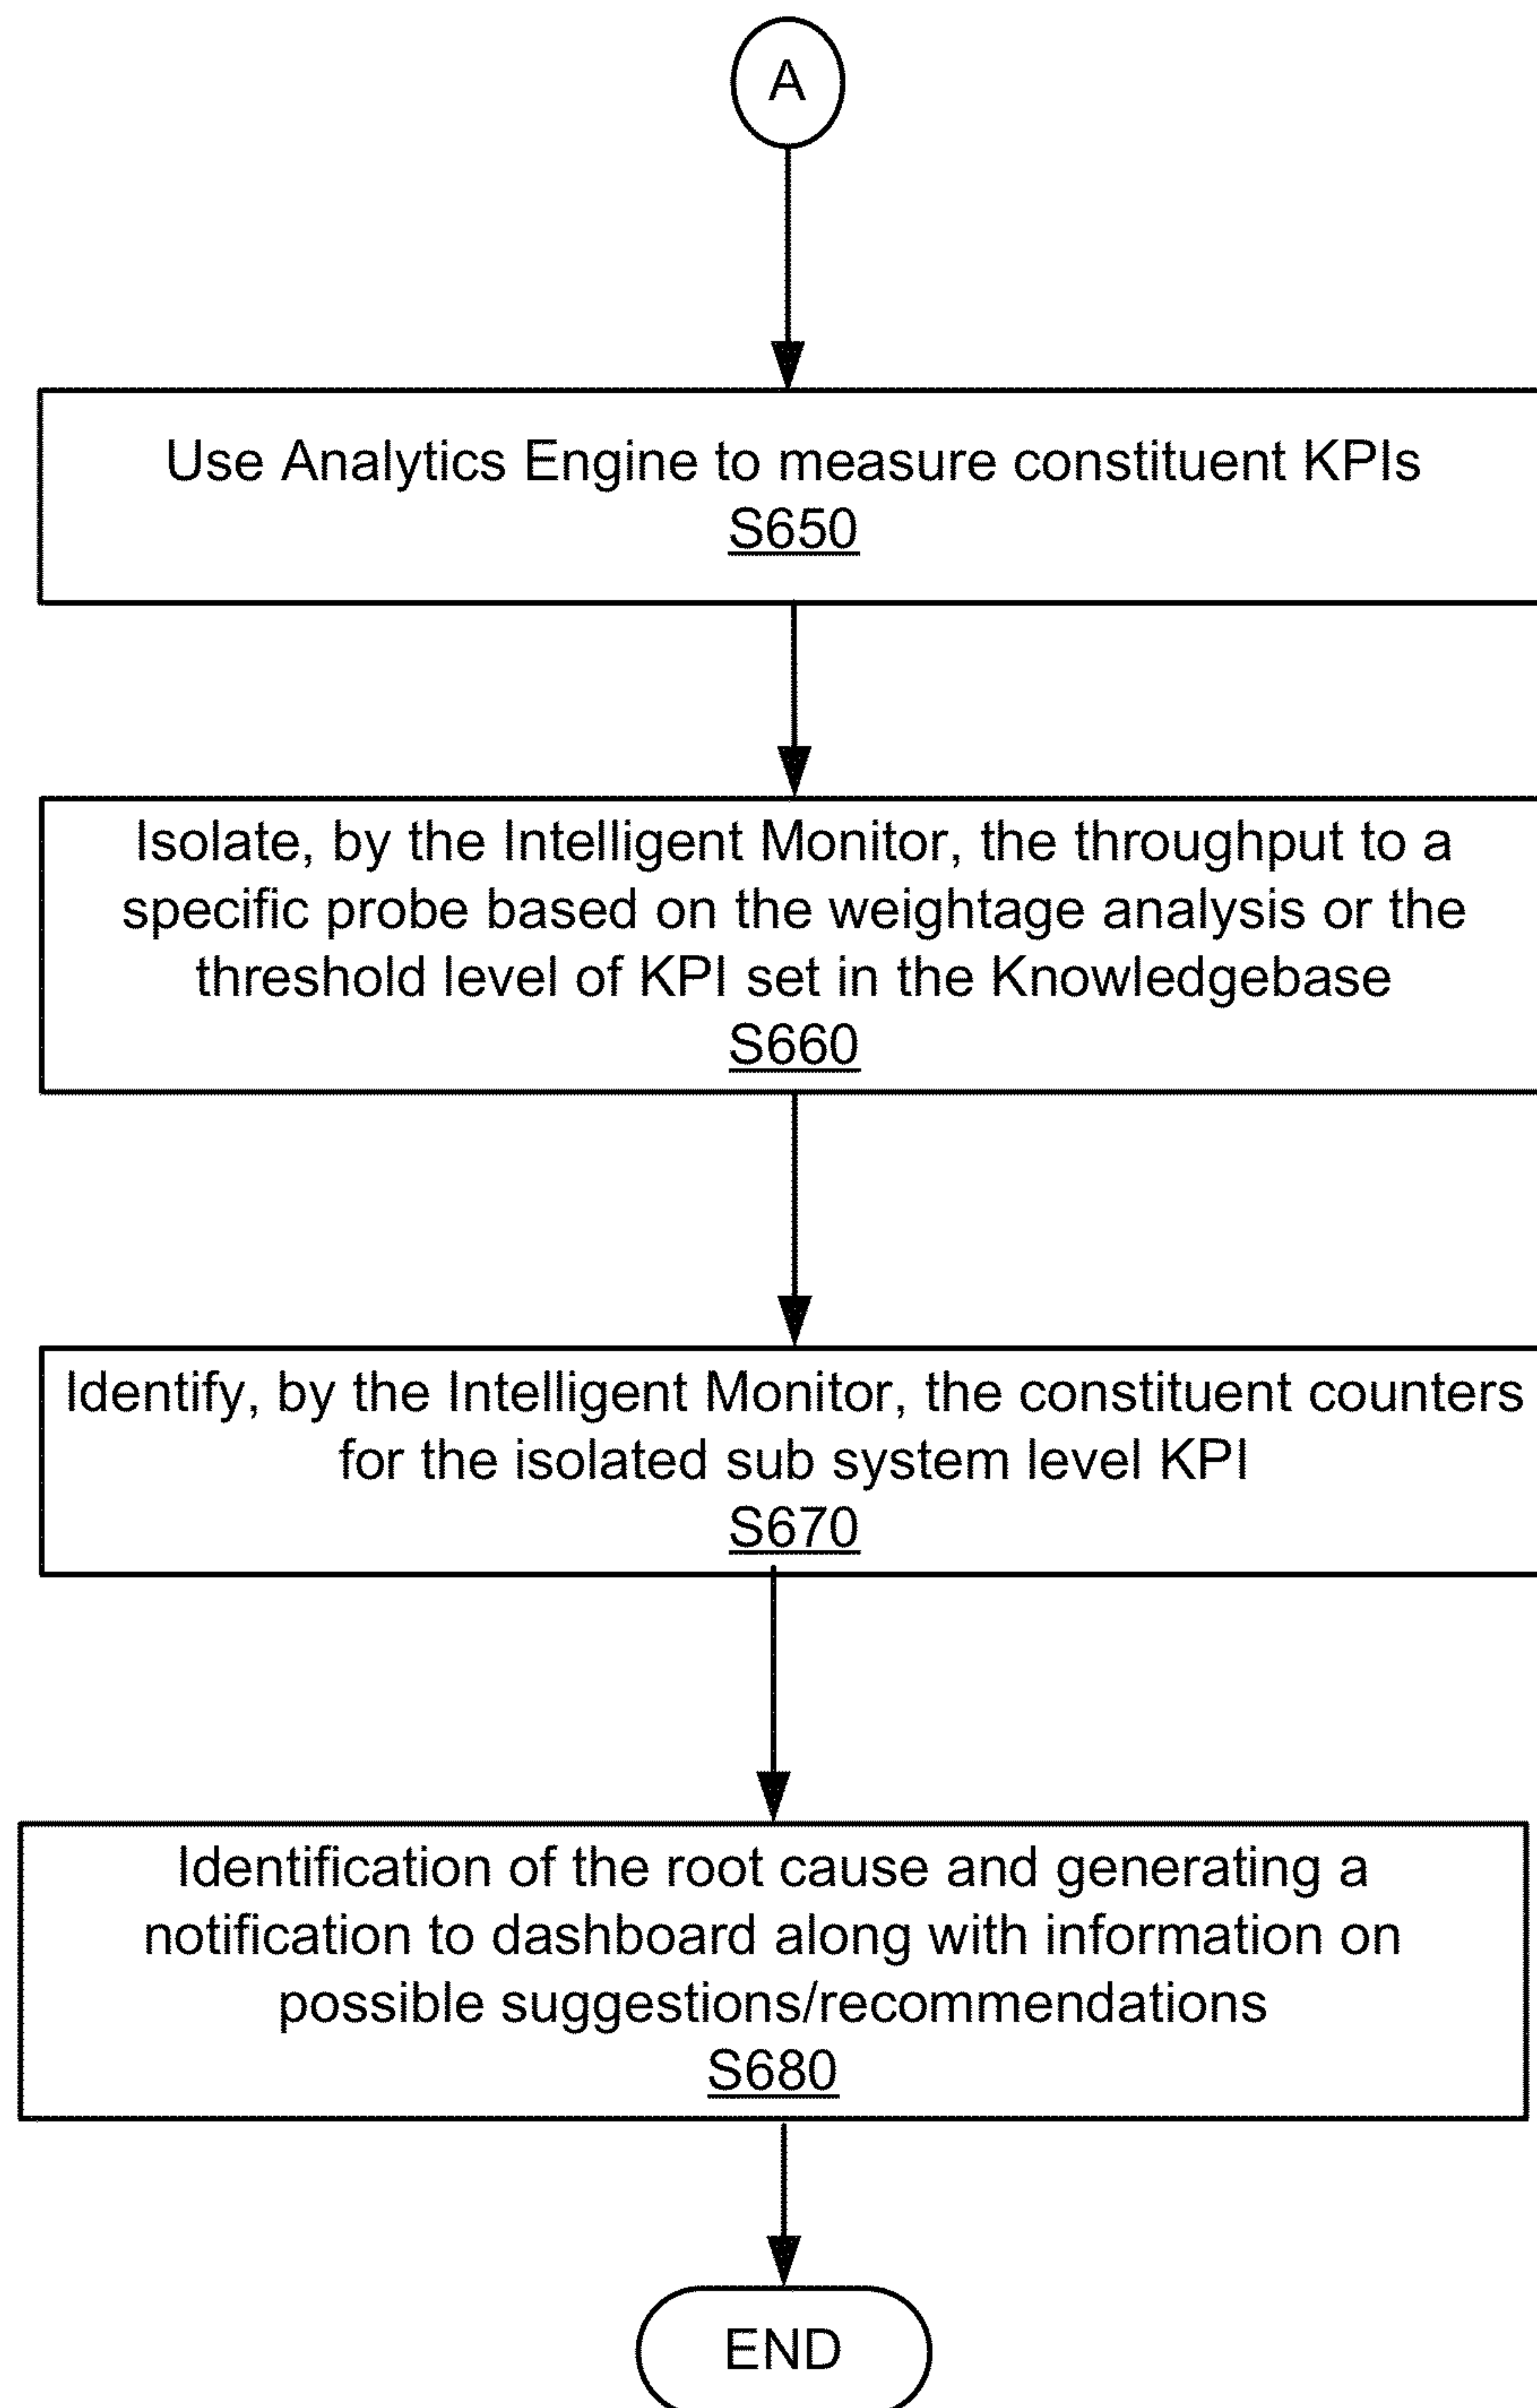 A
Use Analytics Engine to measure constituent KPIs
S650
Isolate, by the Intelligent Monitor, the throughput to a
specific probe based on the weightage analysis or the
threshold level of KPI set in the Knowledgebase
S660
Identify, by the Intelligent Monitor, the constituent counters
for the isolated sub system level KPI
S670
Identification of the root cause and generating a
notification to dashboard along with information on
possible suggestions/recommendations
S680
END